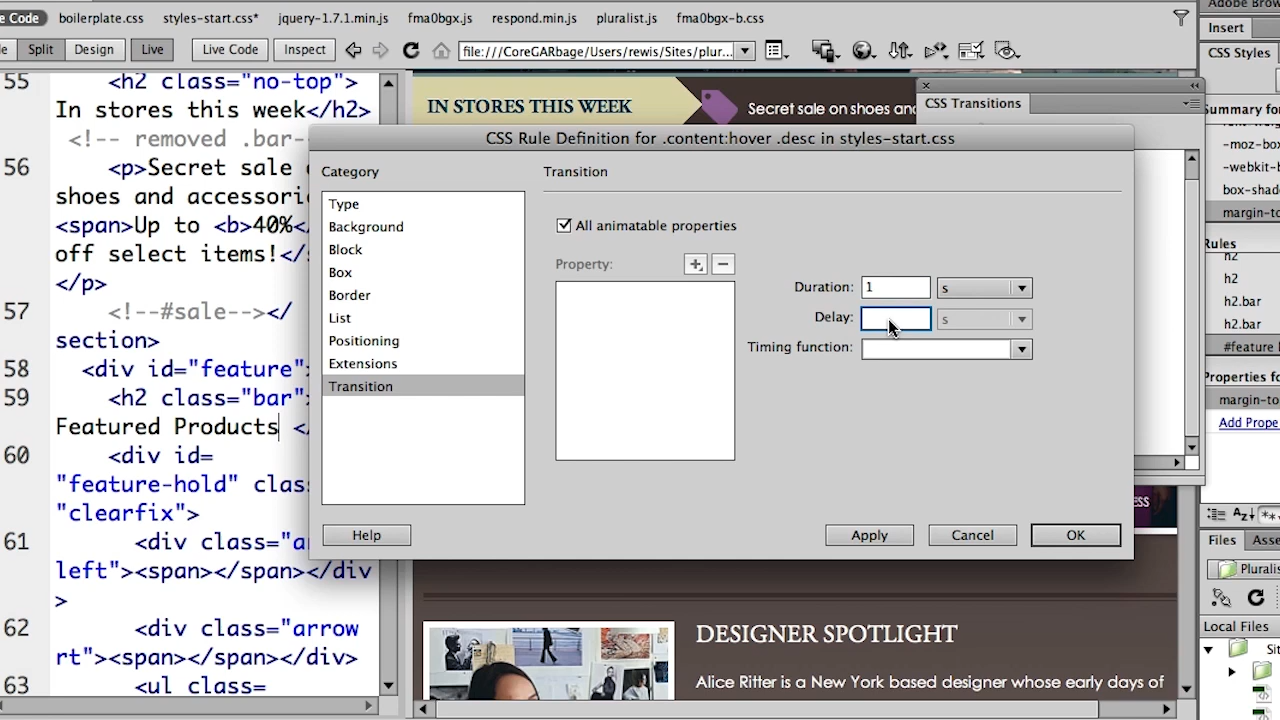 e Code boilerplate.css styles-start.css* jquery-1.7.1.min.js fma0bgx.js respond.min.js pluralist.js fma0bgx-b.css
Adobe Brow
de Split Design Live Live Code Inspect file:///CoreGARbage/Users/rewis/Sites/plur...
Insert
CSS Styles
55 <h2 class="no-top">
In stores this week</h2>
<!-- removed .bar-
56 <p>Secret sale
shoes and accessori
<span>Up to <b>40%</
off select items!</s
</p>
57 <!--#sale--></
section>
58 <div id="feature"
59 <h2 class="bar"
Featured Products </
60 <div id=
"feature-hold" clas
"clearfix">
61 <div class="a
left"><span></span></div
>
62 <div class="arrow
rt"><span></span></div>
63 <ul class=
IN STORES THIS WEEK
Secret sale on shoes and
CSS Transitions
CSS Rule Definition for .content:hover .desc in styles-start.css
Category
Type
Background
Block
Box
Border
List
Positioning
Extensions
Transition
Transition
All animatable properties
Property:
Duration: 1 s
Delay: s
Timing function:
Help Apply Cancel OK
ESS
DESIGNER SPOTLIGHT
Alice Ritter is a New York based designer whose early days of
Summary for
-moz-box
-webkit-b
box-shad
margin-to
Rules
h2
h2
h2.bar
h2.bar
#feature
Properties fo
margin-to
Add Prope
Files Asse
Pluralis
Local Files
Sit